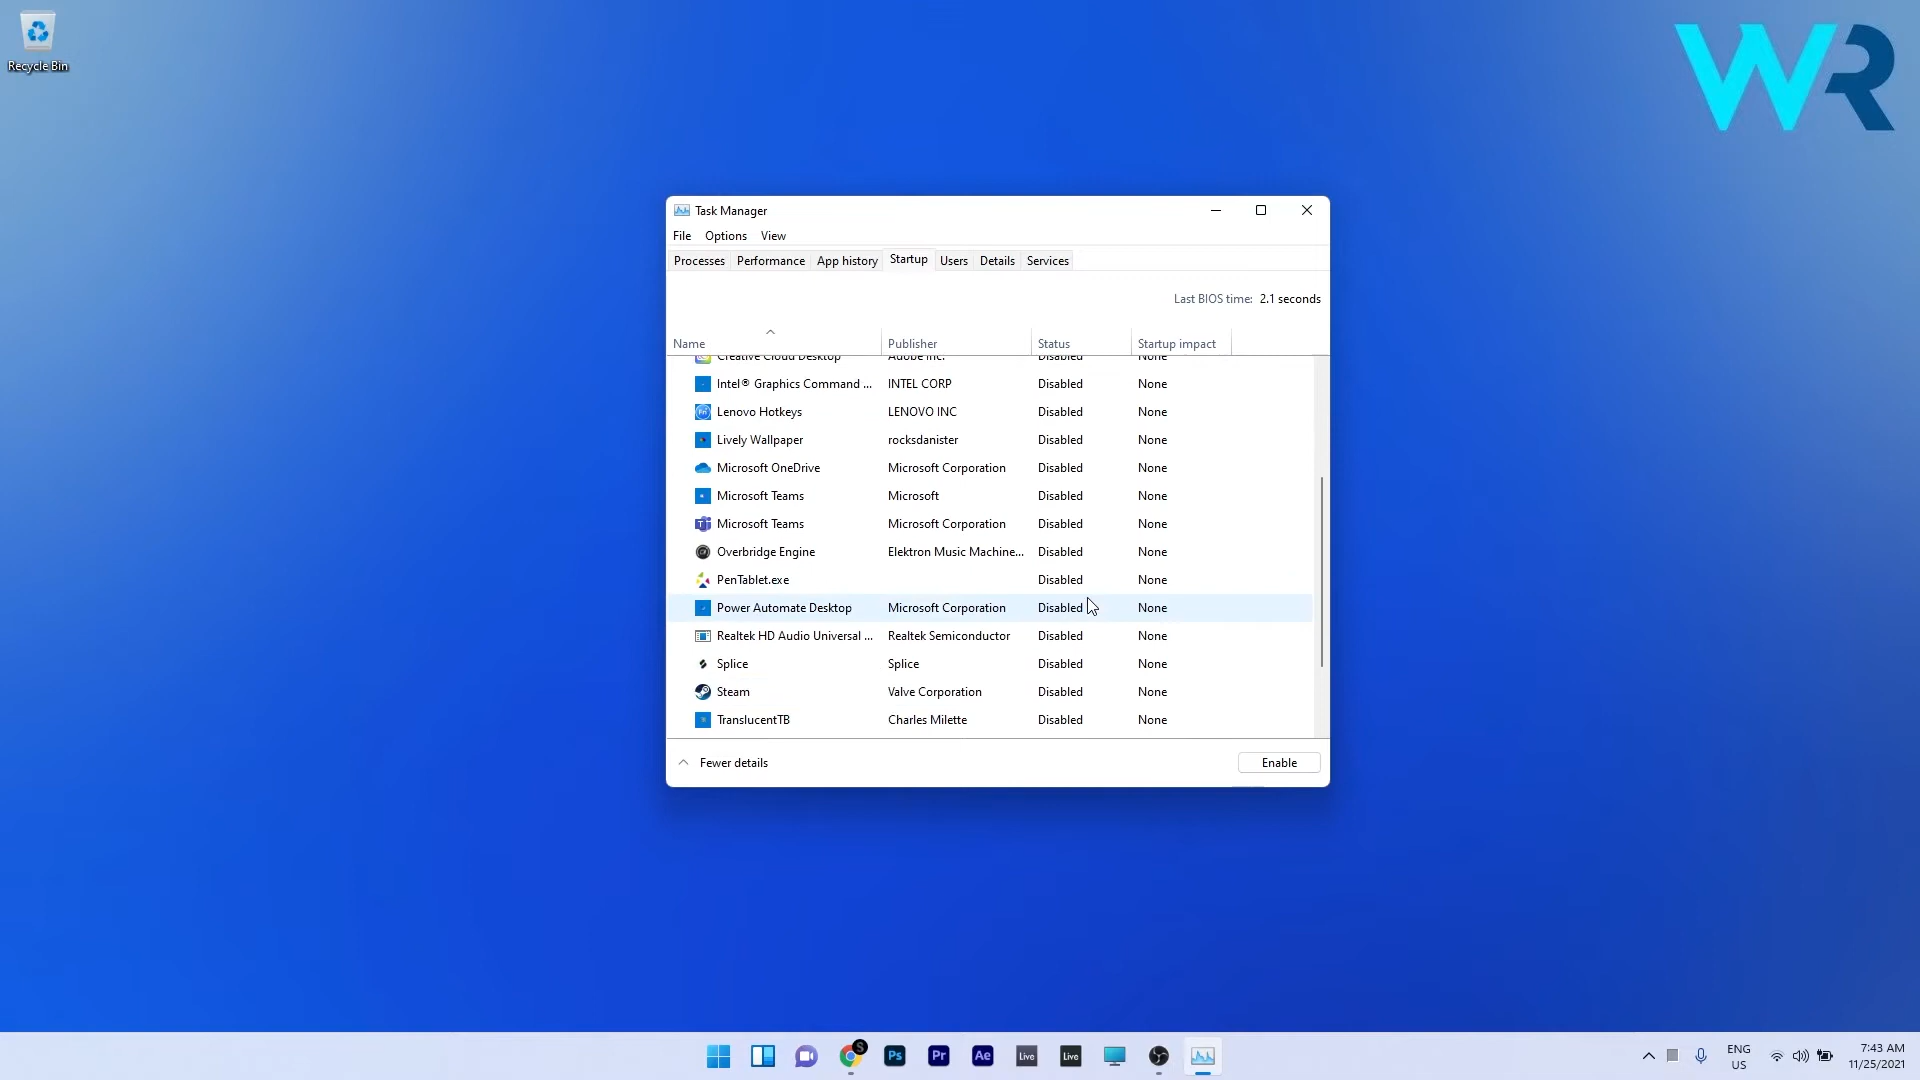 Recycle Bin
WR
Task Manager
File Options View
Processes Performance App history Startup Users Details Services
Last BIOS time: 2.1 seconds
Name Publisher Status Startup impact
Creative Cloud Desktop Adobe Inc. Disabled None
Intel® Graphics Command ... INTEL CORP Disabled None
Lenovo Hotkeys LENOVO INC Disabled None
Lively Wallpaper rocksdanister Disabled None
Microsoft OneDrive Microsoft Corporation Disabled None
Microsoft Teams Microsoft Disabled None
Microsoft Teams Microsoft Corporation Disabled None
Overbridge Engine Elektron Music Machine... Disabled None
PenTablet.exe Disabled None
Power Automate Desktop Microsoft Corporation Disabled None
Realtek HD Audio Universal ... Realtek Semiconductor Disabled None
Splice Splice Disabled None
Steam Valve Corporation Disabled None
TranslucentTB Charles Milette Disabled None
Fewer details Enable
S
Ps Pr Ae Live Live
ENG
US
7:43 AM
11/25/2021